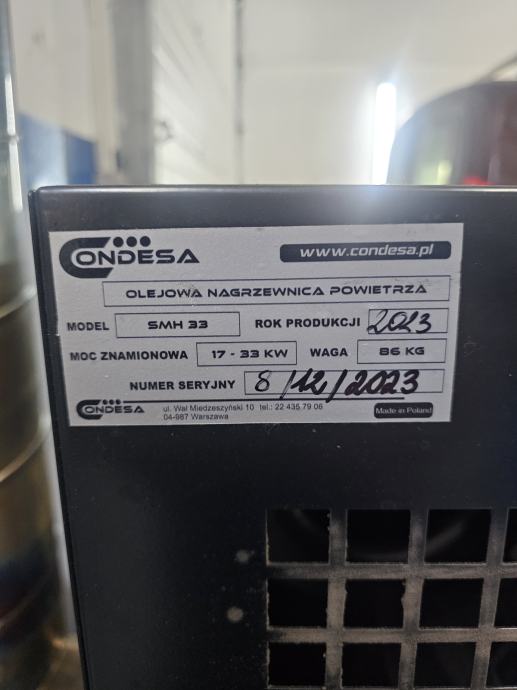 CONDESA
www.condesa.pl
OLEJOWA NAGRZEWNICA POWIETRZA
MODEL SMH 33 ROK PRODUKCJI 2023
MOC ZNAMIONOWA 17 - 33 KW WAGA 86 KG
NUMER SERYJNY 8/12/2023
CONDESA
ul. Wał Miedzeszyński 10 tel.: 22 435 79 06
04-987 Warszawa
Made in Poland